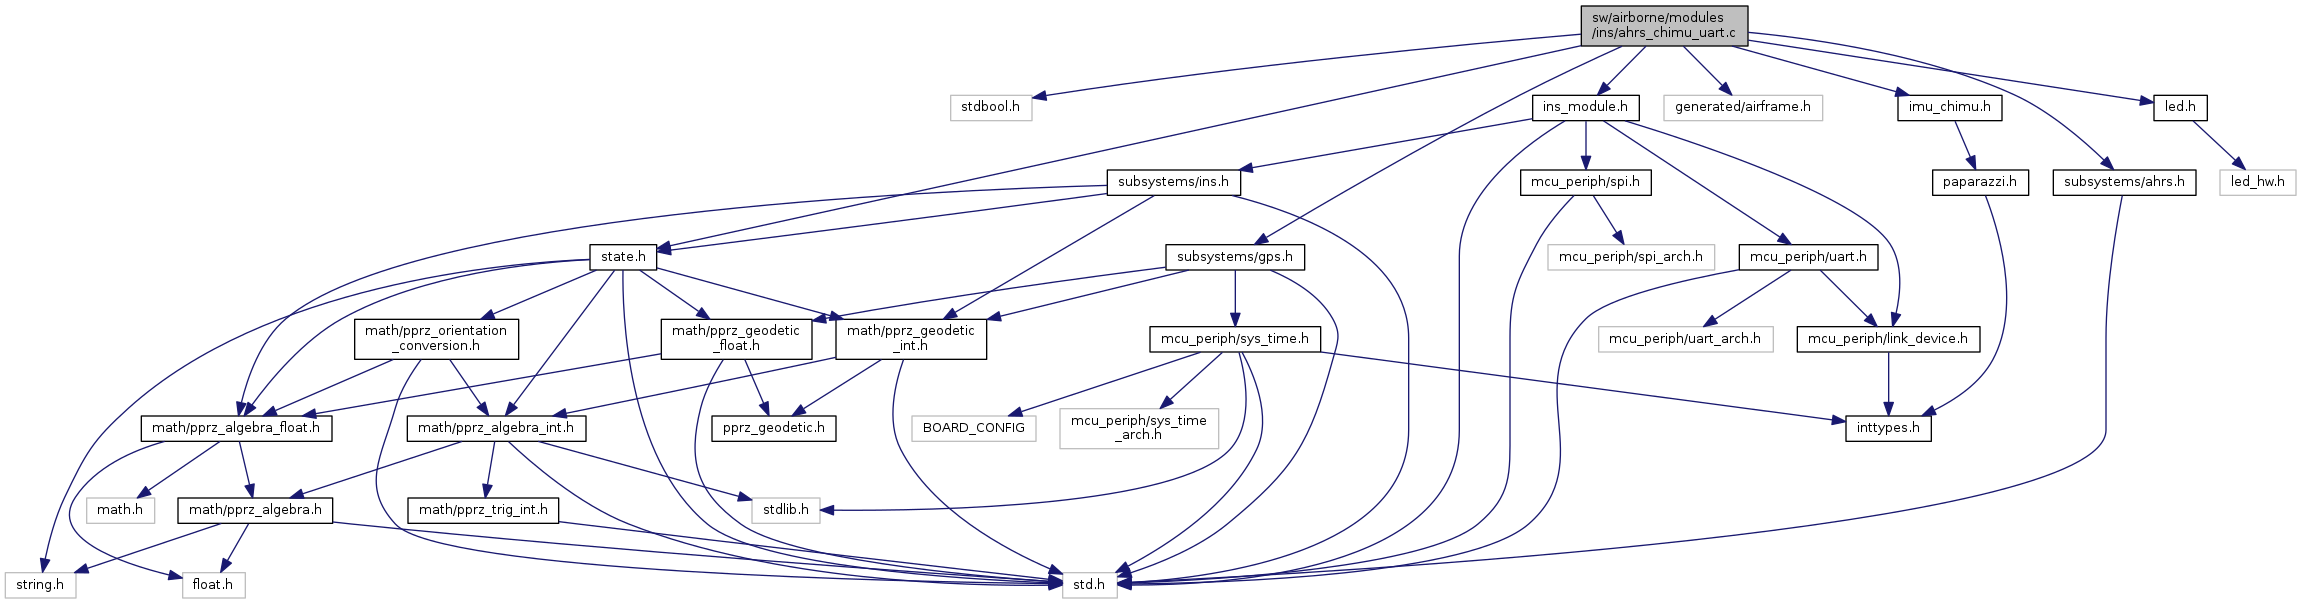 sw/airborne/modules
/ins/ahrs_chimu_uart.c
stdbool.h
ins_module.h
generated/airframe.h
imu_chimu.h
led.h
subsystems/ins.h
mcu_periph/spi.h
paparazzi.h
subsystems/ahrs.h
led_hw.h
state.h
subsystems/gps.h
mcu_periph/spi_arch.h
mcu_periph/uart.h
math/pprz_orientation
_conversion.h
math/pprz_geodetic
_float.h
math/pprz_geodetic
_int.h
mcu_periph/sys_time.h
mcu_periph/uart_arch.h
mcu_periph/link_device.h
math/pprz_algebra_float.h
math/pprz_algebra_int.h
pprz_geodetic.h
BOARD_CONFIG
mcu_periph/sys_time
_arch.h
inttypes.h
math.h
math/pprz_algebra.h
math/pprz_trig_int.h
stdlib.h
string.h
float.h
std.h